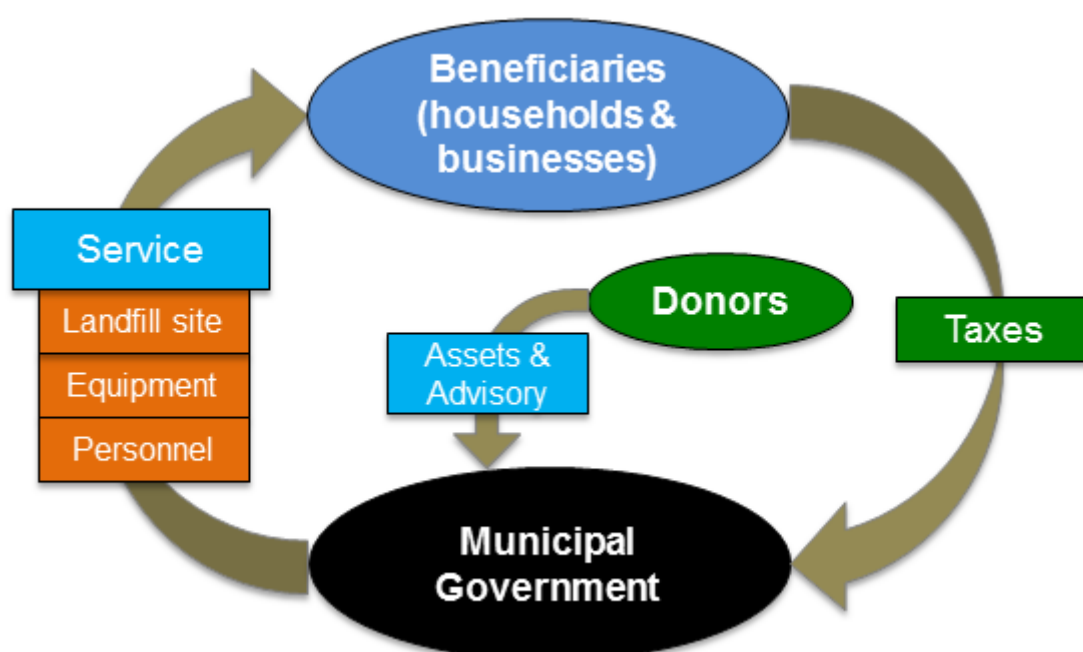 Beneficiaries
(households &
businesses)
Service
Landfill site
Equipment
Personnel
Donors
Assets &
Advisory
Taxes
Municipal
Government